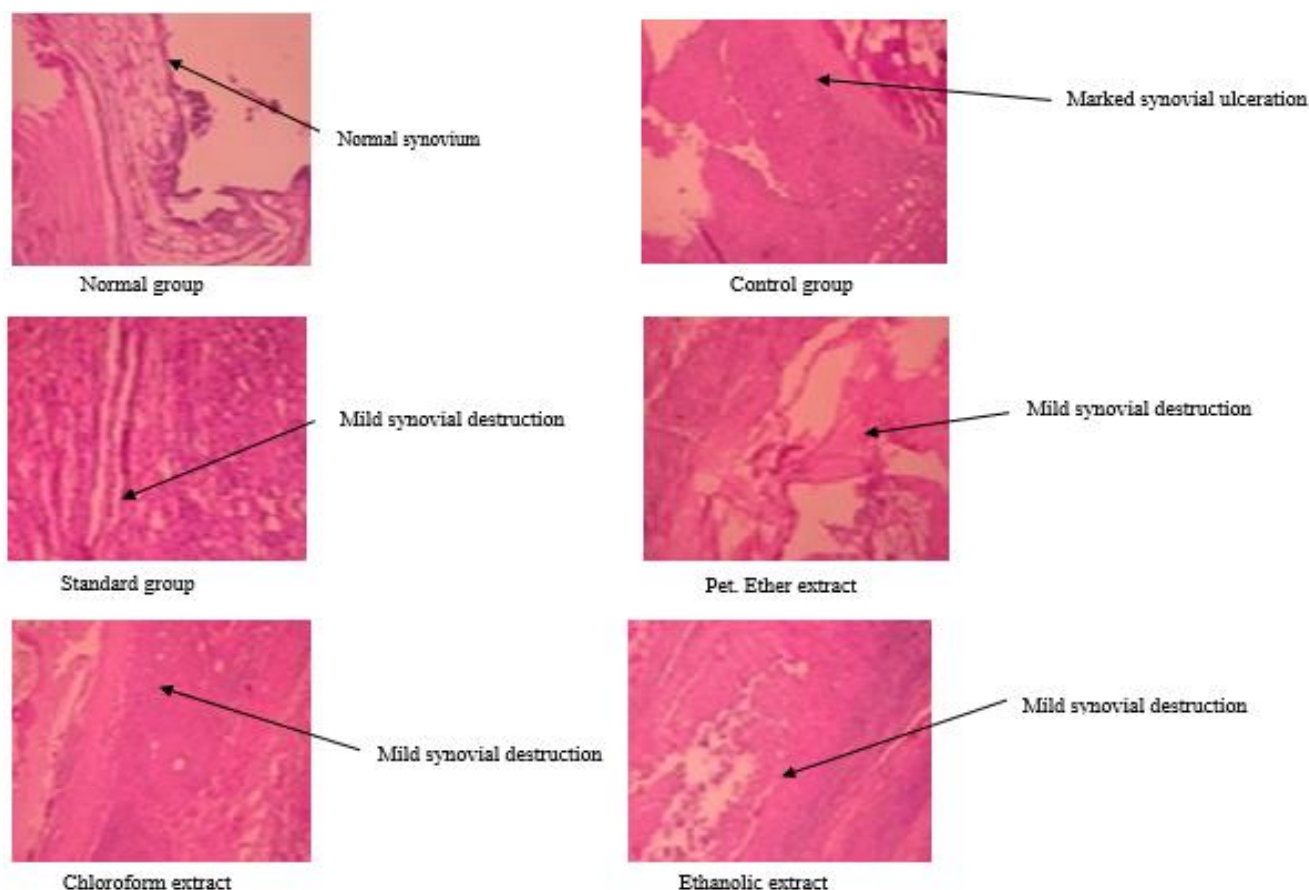 Normal synovium
Marked synovial ulceration
Normal group
Control group
Mild synovial destruction
Mild synovial destruction
Standard group
Pet. Ether extract
Mild synovial destruction
Mild synovial destruction
Chloroform extract
Ethanolic extract